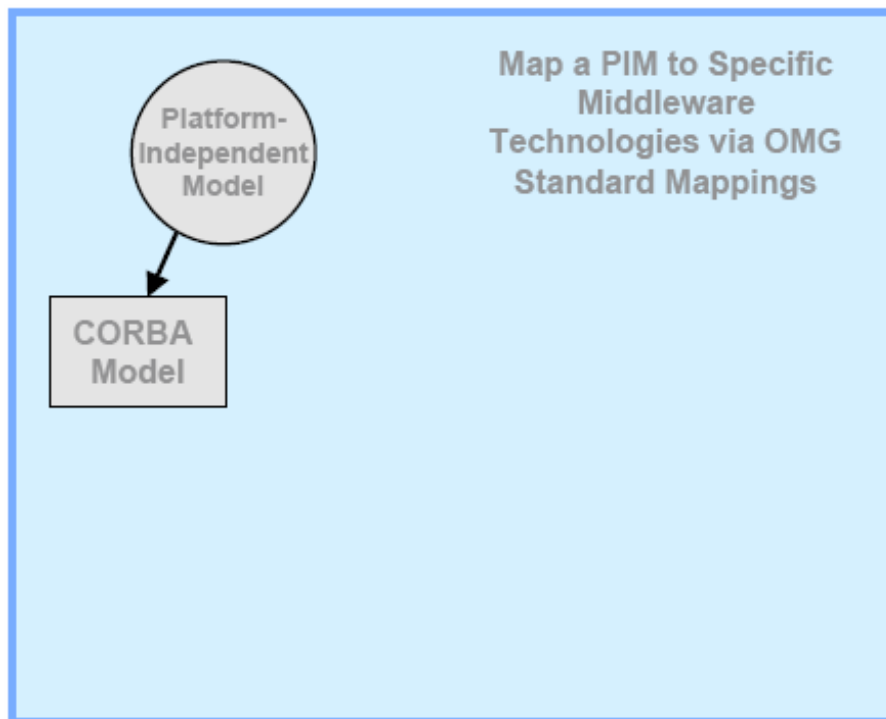 Map a PIM to Specific
Middleware
Technologies via OMG
Standard Mappings
Platform-
Independent
Model
CORBA
Model